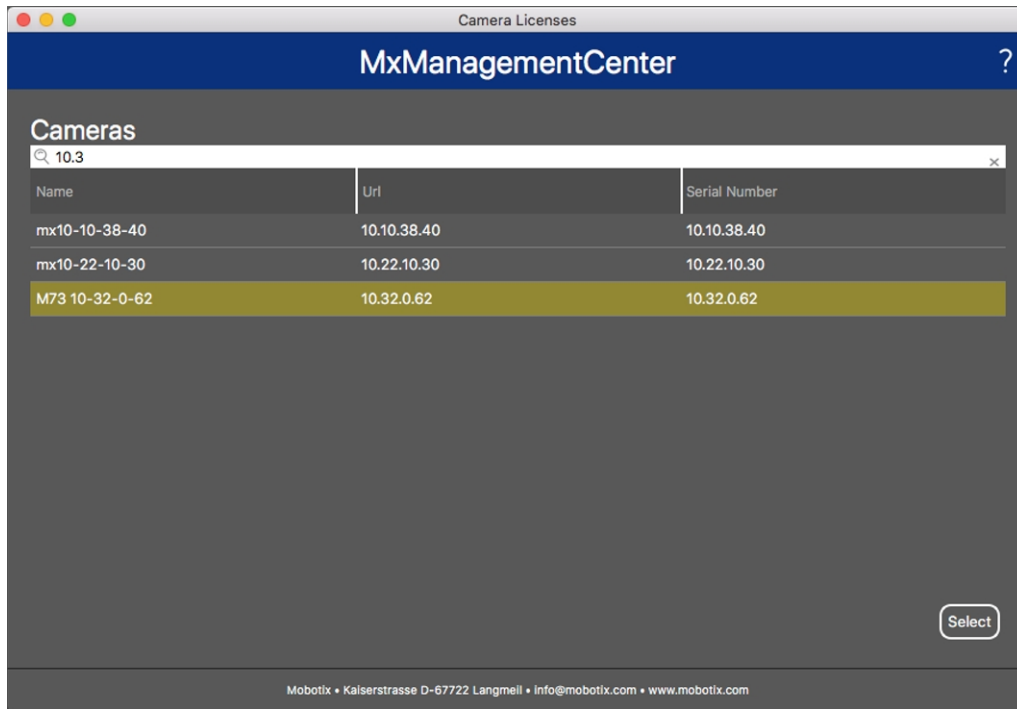 Camera Licenses
MxManagementCenter ?
Cameras
10.3 ×
Name Url Serial Number
mx10-10-38-40 10.10.38.40 10.10.38.40
mx10-22-10-30 10.22.10.30 10.22.10.30
M73 10-32-0-62 10.32.0.62 10.32.0.62
Select
Mobotix • Kaiserstrasse D-67722 Langmeil • info@mobotix.com • www.mobotix.com